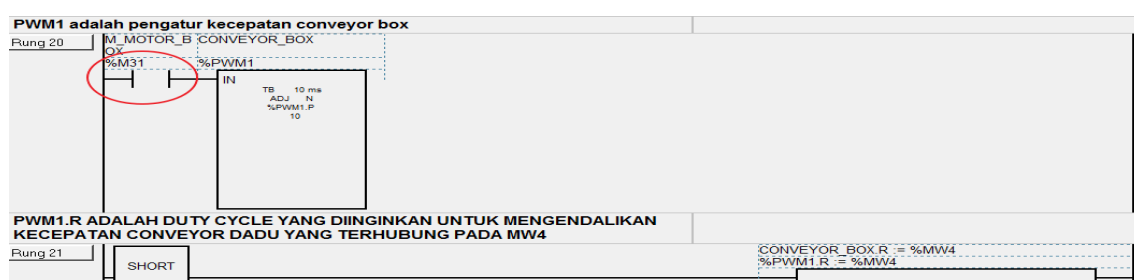 PWM1 adalah pengatur kecepatan conveyor box
Rung 20
M_MOTOR_B CONVEYOR_BOX
OX
%M31 %PWM1
IN
TB 10 ms
ADJ N
%PWM1.P
10
PWM1.R ADALAH DUTY CYCLE YANG DIINGINKAN UNTUK MENGENDALIKAN
KECEPATAN CONVEYOR DADU YANG TERHUBUNG PADA MW4
Rung 21
SHORT
CONVEYOR_BOX.R := %MW4
%PWM1.R := %MW4